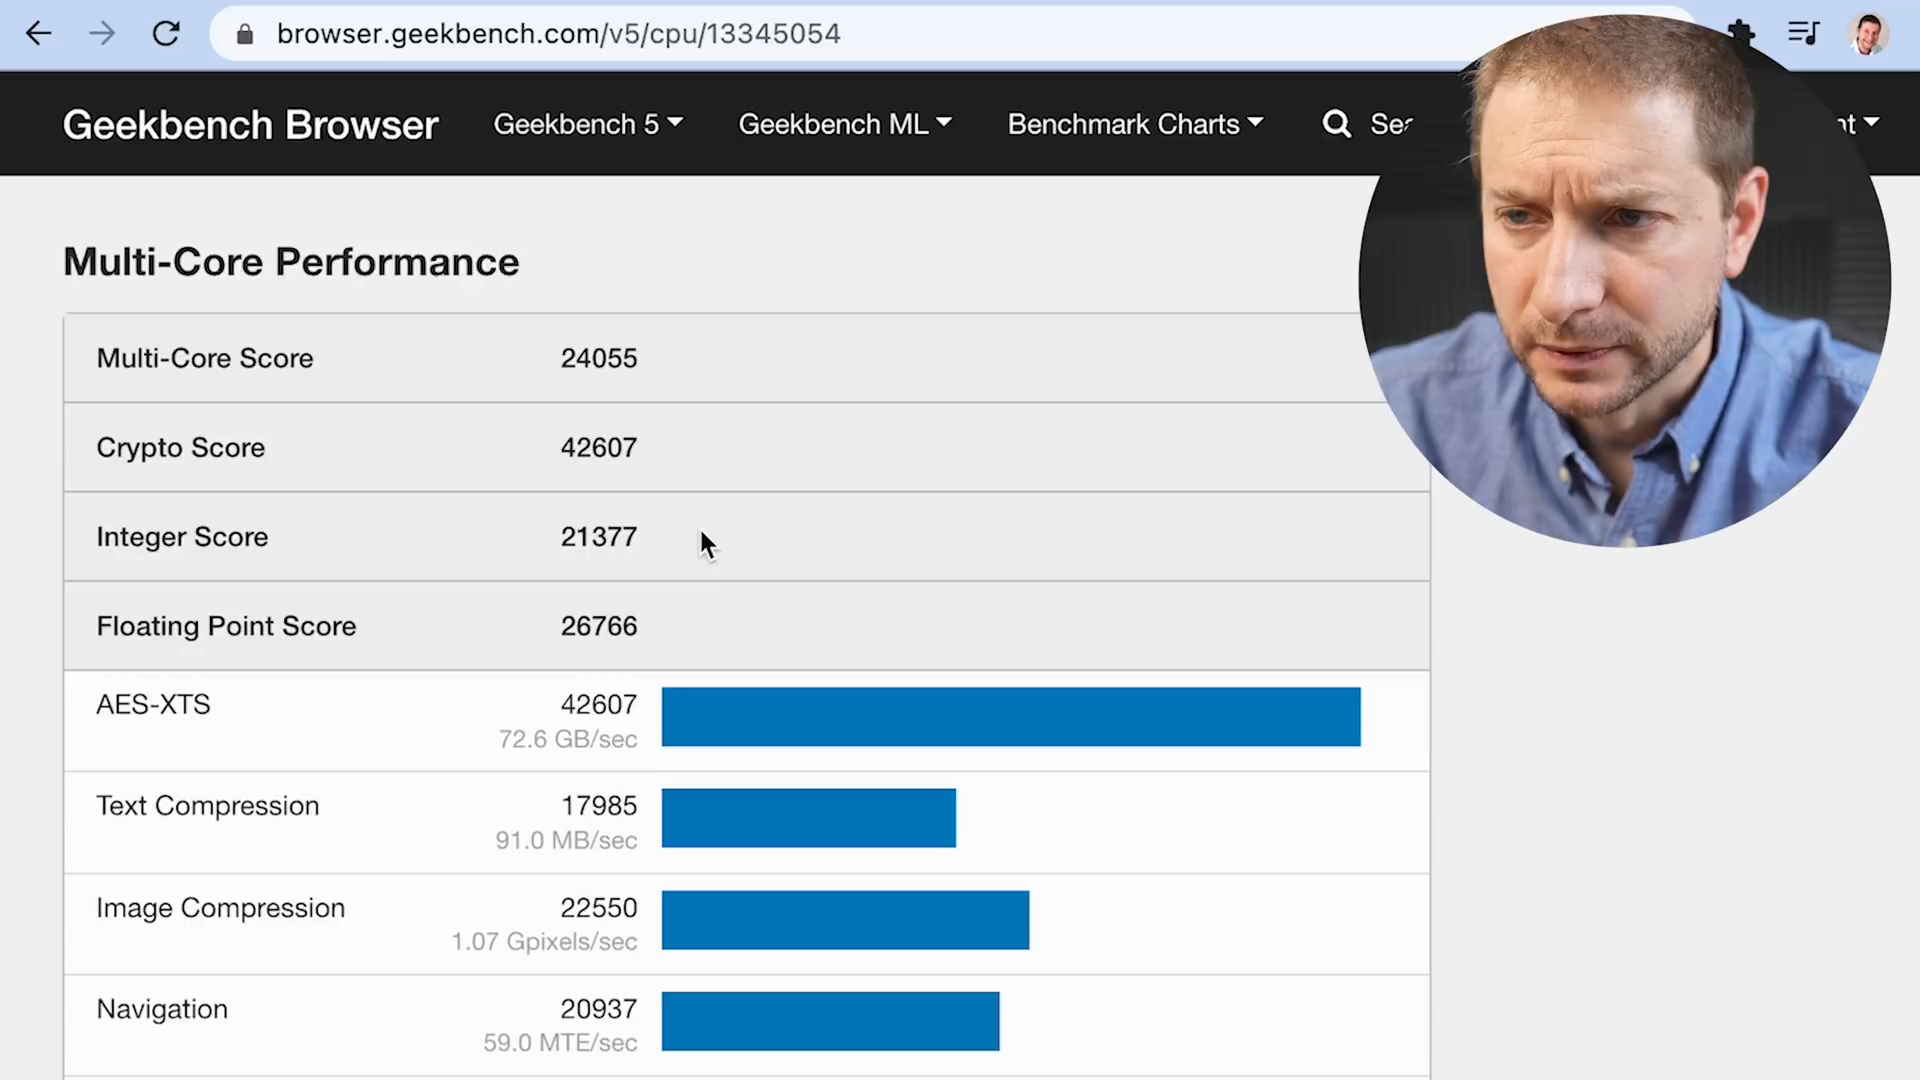 browser.geekbench.com/v5/cpu/13345054
Geekbench Browser Geekbench 5 Geekbench ML Benchmark Charts
Multi-Core Performance
Multi-Core Score 24055
Crypto Score 42607
Integer Score 21377
Floating Point Score 26766
AES-XTS 42607
72.6 GB/sec
Text Compression 17985
91.0 MB/sec
Image Compression 22550
1.07 Gpixels/sec
Navigation 20937
59.0 MTE/sec